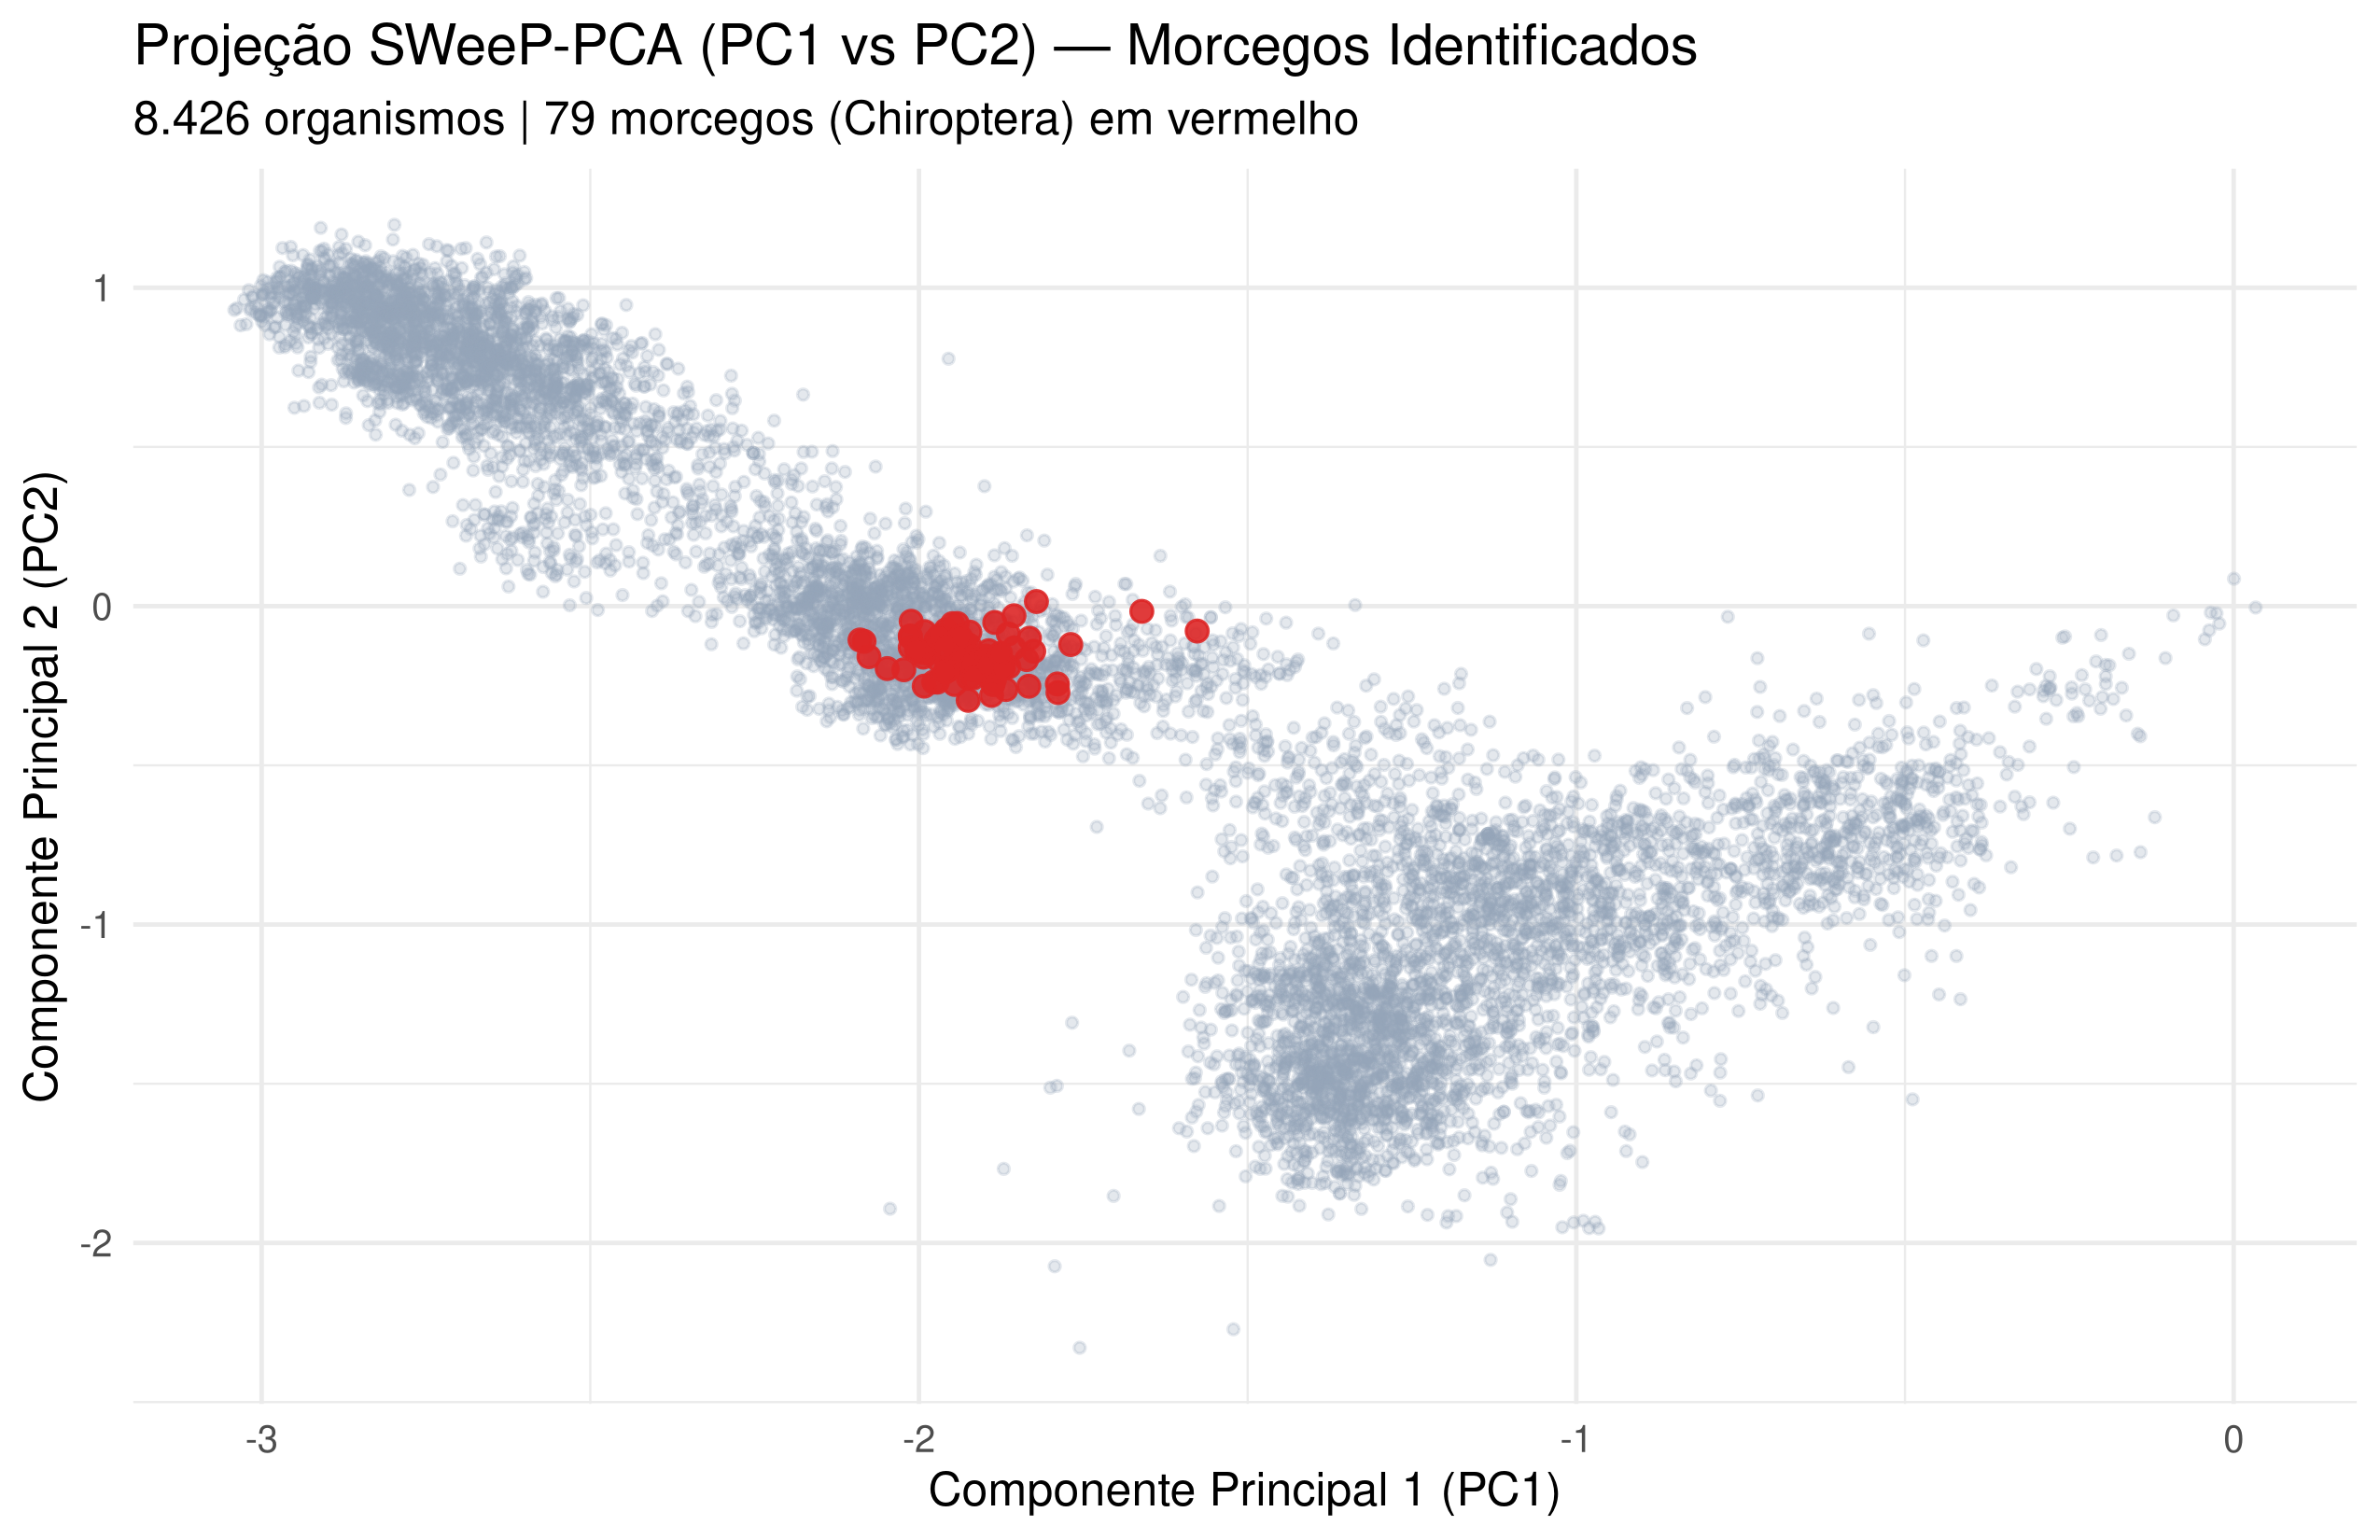 Projeção SWeeP-PCA (PC1 vs PC2) — Morcegos Identificados
8.426 organismos | 79 morcegos (Chiroptera) em vermelho
Componente Principal 2 (PC2)
1
0
-1
-2
-3
-2
-1
0
Componente Principal 1 (PC1)